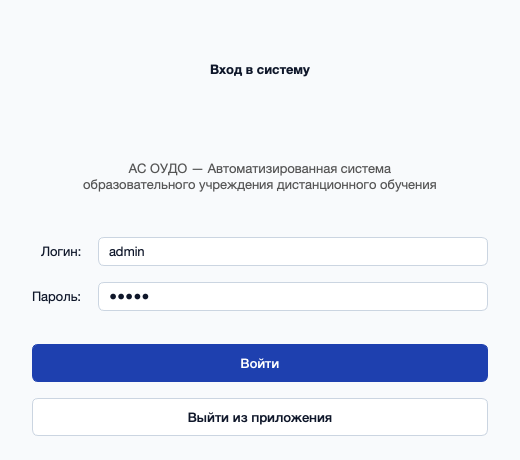 Вход в систему
АС ОУДО — Автоматизированная система
образовательного учреждения дистанционного обучения
Логин: admin
Пароль: ●●●●●
Войти
Выйти из приложения